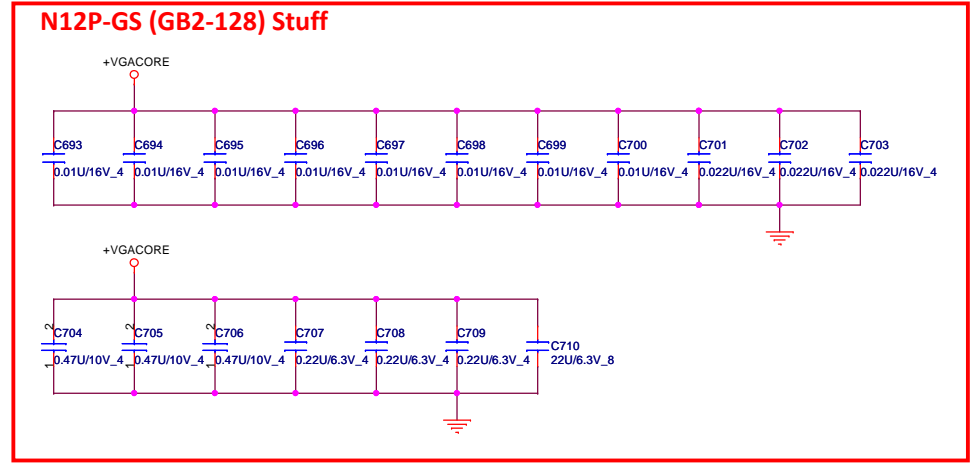 N12P-GS (GB2-128) Stuff
+VGACORE
C693 C694 C695 C696 C697 C698 C699 C700 C701 C702 C703
0.01U/16V_4 0.01U/16V_4 0.01U/16V_4 0.01U/16V_4 0.01U/16V_4 0.01U/16V_4 0.01U/16V_4 0.01U/16V_4 0.022U/16V_4 0.022U/16V_4 0.022U/16V_4
+VGACORE
2 2 2
C704 C705 C706 C707 C708 C709
C710
0.47U/10V_4 0.47U/10V_4 0.47U/10V_4 0.22U/6.3V_4 0.22U/6.3V_4 0.22U/6.3V_4 22U/6.3V_8
1 1 1